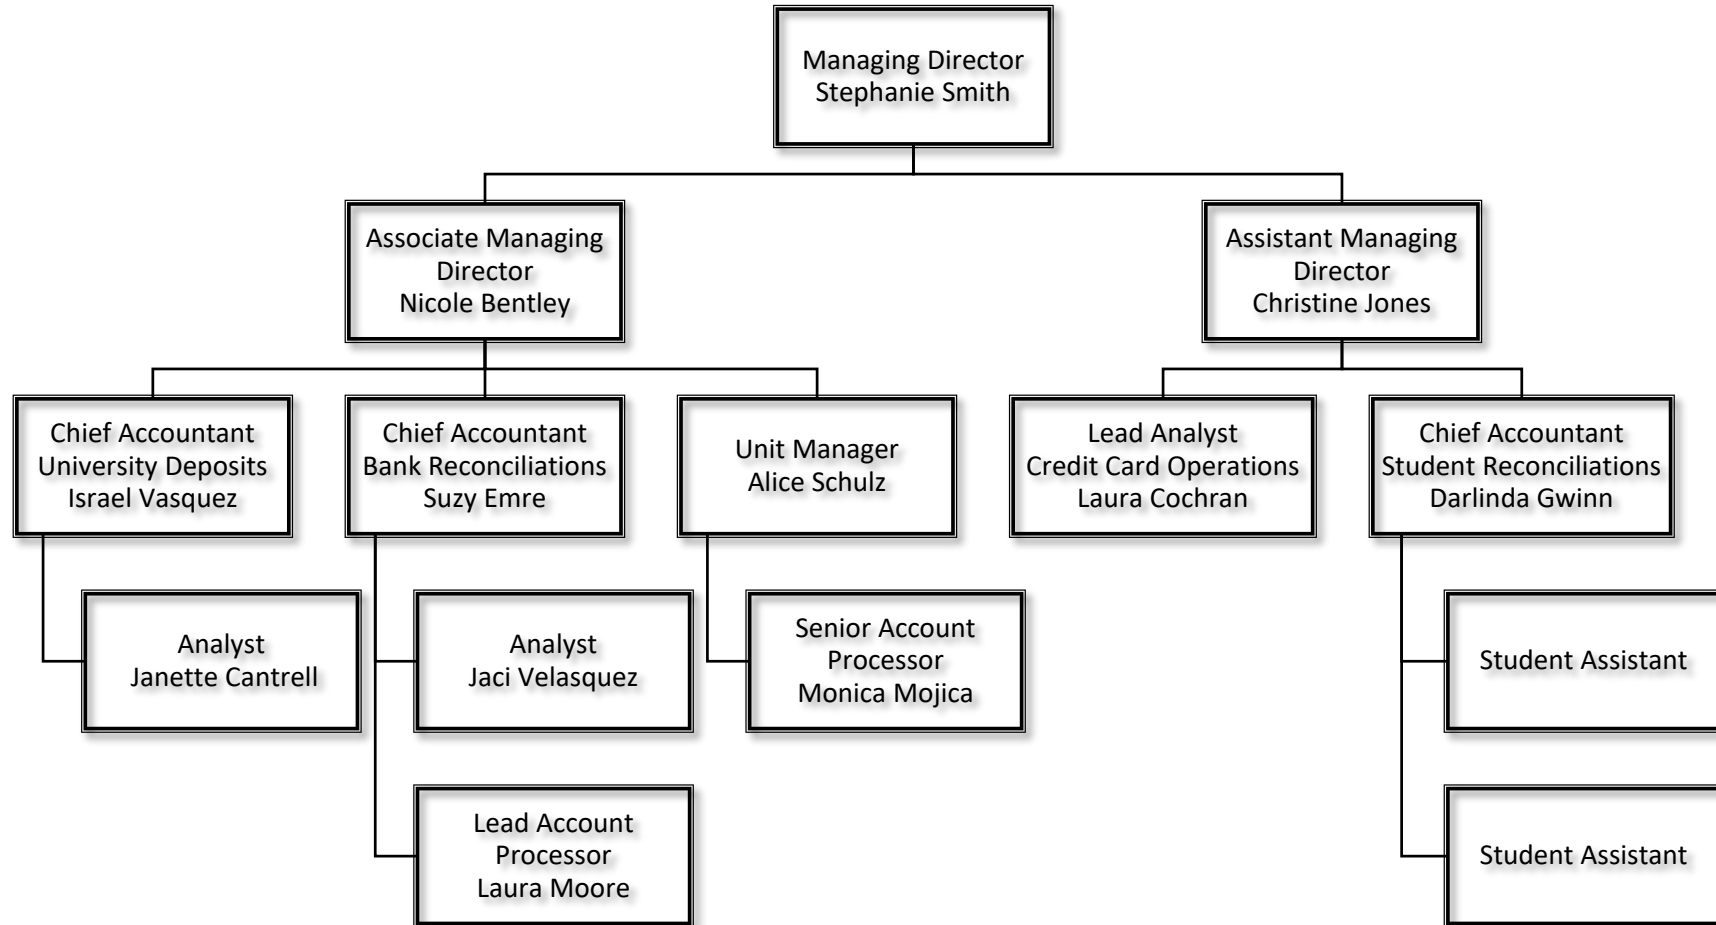 Managing Director
Stephanie Smith
Associate Managing
Director
Nicole Bentley
Assistant Managing
Director
Christine Jones
Chief Accountant
University Deposits
Israel Vasquez
Chief Accountant
Bank Reconciliations
Suzy Emre
Unit Manager
Alice Schulz
Lead Analyst
Credit Card Operations
Laura Cochran
Chief Accountant
Student Reconciliations
Darlinda Gwinn
Analyst
Janette Cantrell
Analyst
Jaci Velasquez
Senior Account
Processor
Monica Mojica
Student Assistant
Lead Account
Processor
Laura Moore
Student Assistant